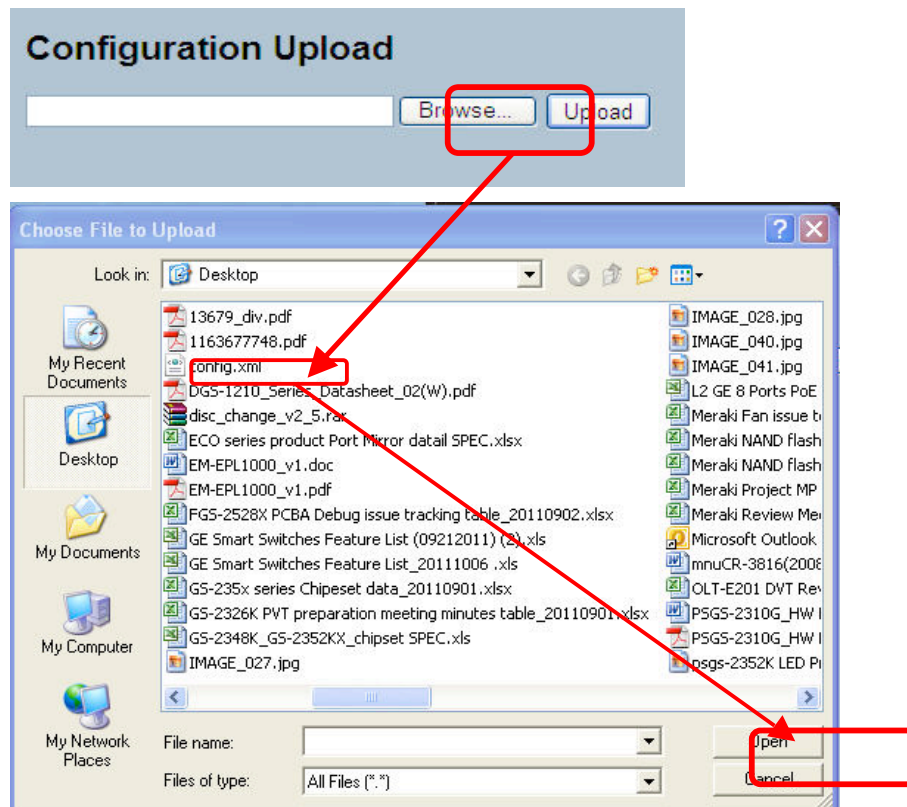 Configuration Upload
Browse... Upload
Choose File to Upload
Look in: Desktop
My Recent Documents
Desktop
My Documents
My Computer
My Network Places
13679_div.pdf
1163677748.pdf
config.xml
DGS-1210_Series_Datasheet_02(W).pdf
disc_change_v2_5.rar
ECO series product Port Mirror datail SPEC.xlsx
EM-EPL1000_v1.doc
EM-EPL1000_v1.pdf
FGS-2528X PCBA Debug issue tracking table_20110902.xlsx
GE Smart Switches Feature List (09212011) (2).xls
GE Smart Switches Feature List_20111006 .xls
GS-235x series Chipeset data_20110901.xlsx
GS-2326K PVT preparation meeting minutes table_20110901.xlsx
GS-2348K_GS-2352KX_chipset SPEC.xls
IMAGE_027.jpg
IMAGE_028.jpg
IMAGE_040.jpg
IMAGE_041.jpg
L2 GE 8 Ports PoE
Meraki Fan issue t
Meraki NAND flash
Meraki NAND flash
Meraki Project MP
Meraki Review Me
Microsoft Outlook
mnuCR-3816(2008
OLT-E201 DVT Re
PSGS-2310G_HW
PSGS-2310G_HW
psgs-2352K LED P
File name:
Open
Files of type: All Files (*.*)
Cancel